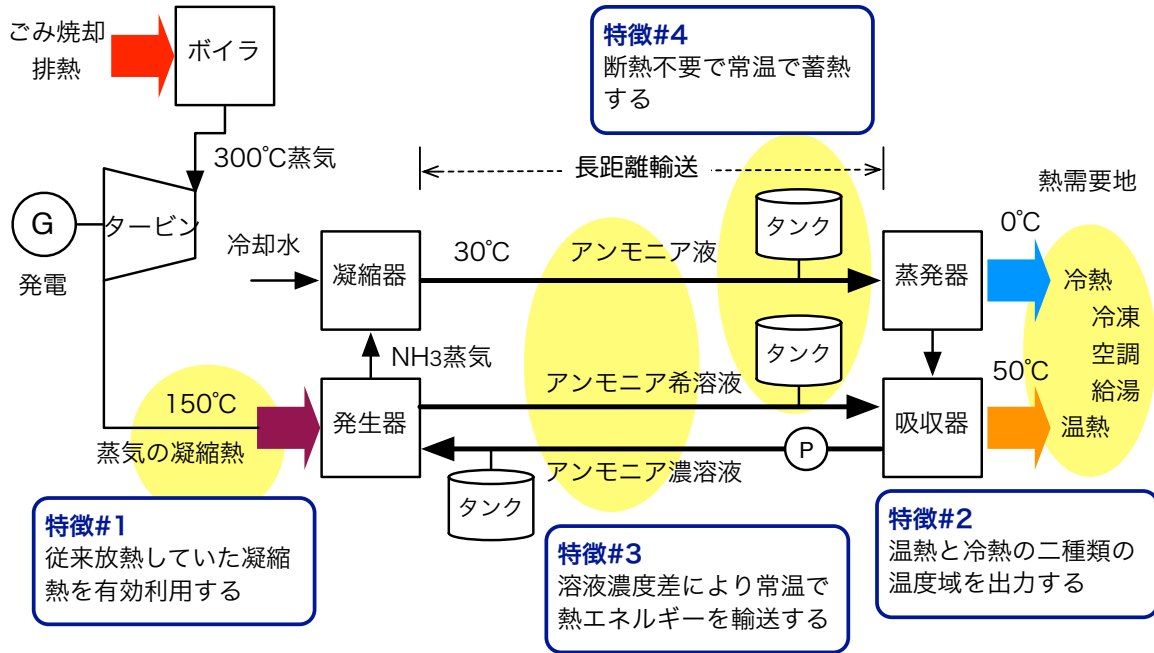 ごみ焼却
排熱
ボイラ
特徴#4
断熱不要で常温で蓄熱
する
300℃蒸気
長距離輸送
熱需要地
G
タービン
タンク
0℃
冷却水
凝縮器
30℃
アンモニア液
蒸発器
発電
冷熱
冷凍
空調
給湯
温熱
NH3蒸気
タンク
50℃
150℃
発生器
アンモニア希溶液
吸収器
蒸気の凝縮熱
P
アンモニア濃溶液
タンク
特徴#1
従来放熱していた凝縮
熱を有効利用する
特徴#3
溶液濃度差により常温で
熱エネルギーを輸送する
特徴#2
温熱と冷熱の二種類の
温度域を出力する